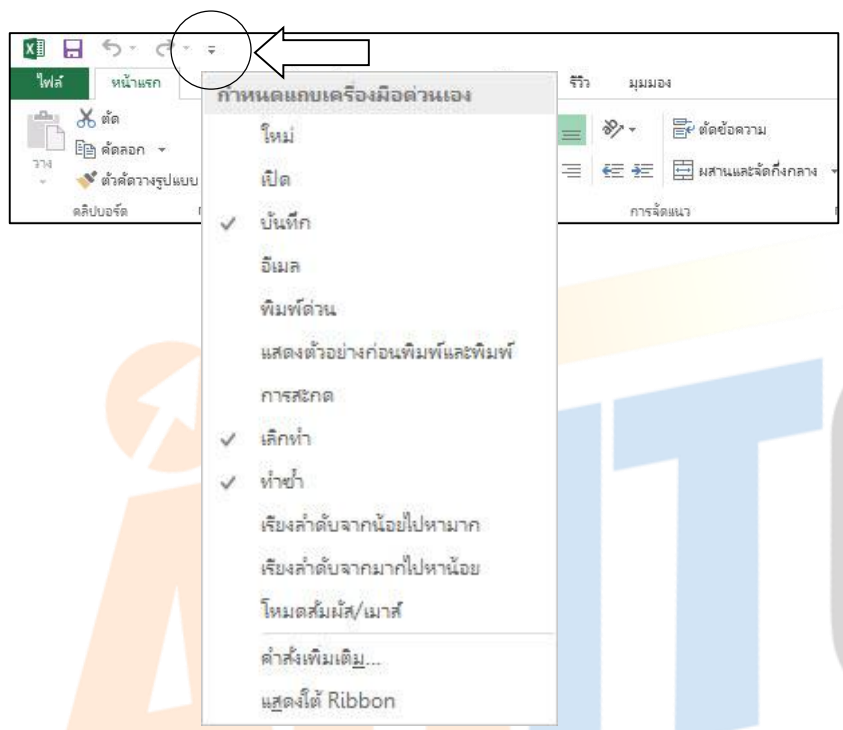 ไฟล์ หน้าแรก รีวิว มุมมอง
ตัด
คัดลอก
ตัวคัดวางรูปแบบ
วาง
คลิปบอร์ด
ตัดข้อความ
ผสานและจัดกึ่งกลาง
การจัดแนว
กำหนดแถบเครื่องมือด่วนเอง
ใหม่
เปิด
บันทึก
อีเมล
พิมพ์ด่วน
แสดงตัวอย่างก่อนพิมพ์และพิมพ์
การสะกด
เลิกทำ
ทำซ้ำ
เรียงลำดับจากน้อยไปหามาก
เรียงลำดับจากมากไปหาน้อย
โหมดสัมผัส/เมาส์
คำสั่งเพิ่มเติม...
แสดงใต้ Ribbon